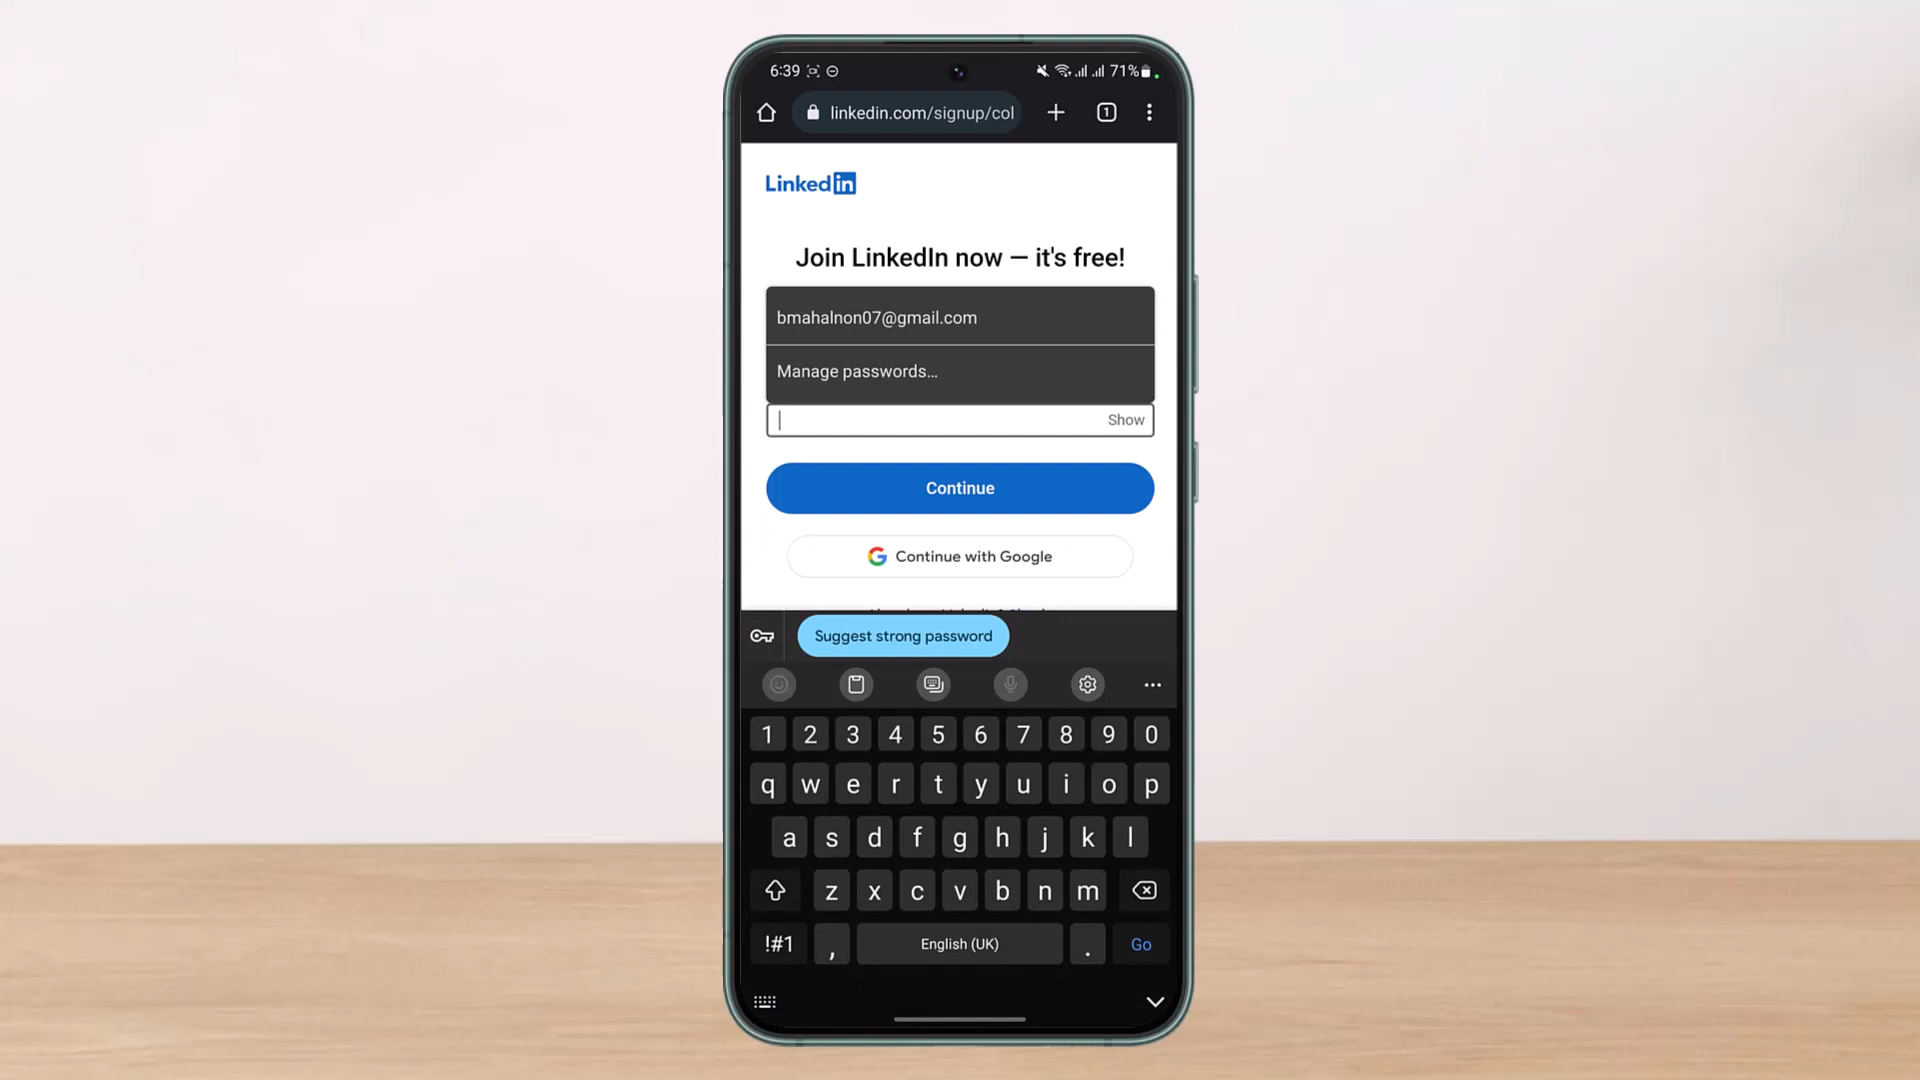 6:39 71%
linkedin.com/signup/col 1
Linkedin
Join LinkedIn now — it's free!
bmahalnon07@gmail.com
Manage passwords...
Show
Continue
G Continue with Google
Suggest strong password
1 2 3 4 5 6 7 8 9 0
q w e r t y u i o p
a s d f g h j k l
z x c v b n m
!#1 , English (UK) . Go